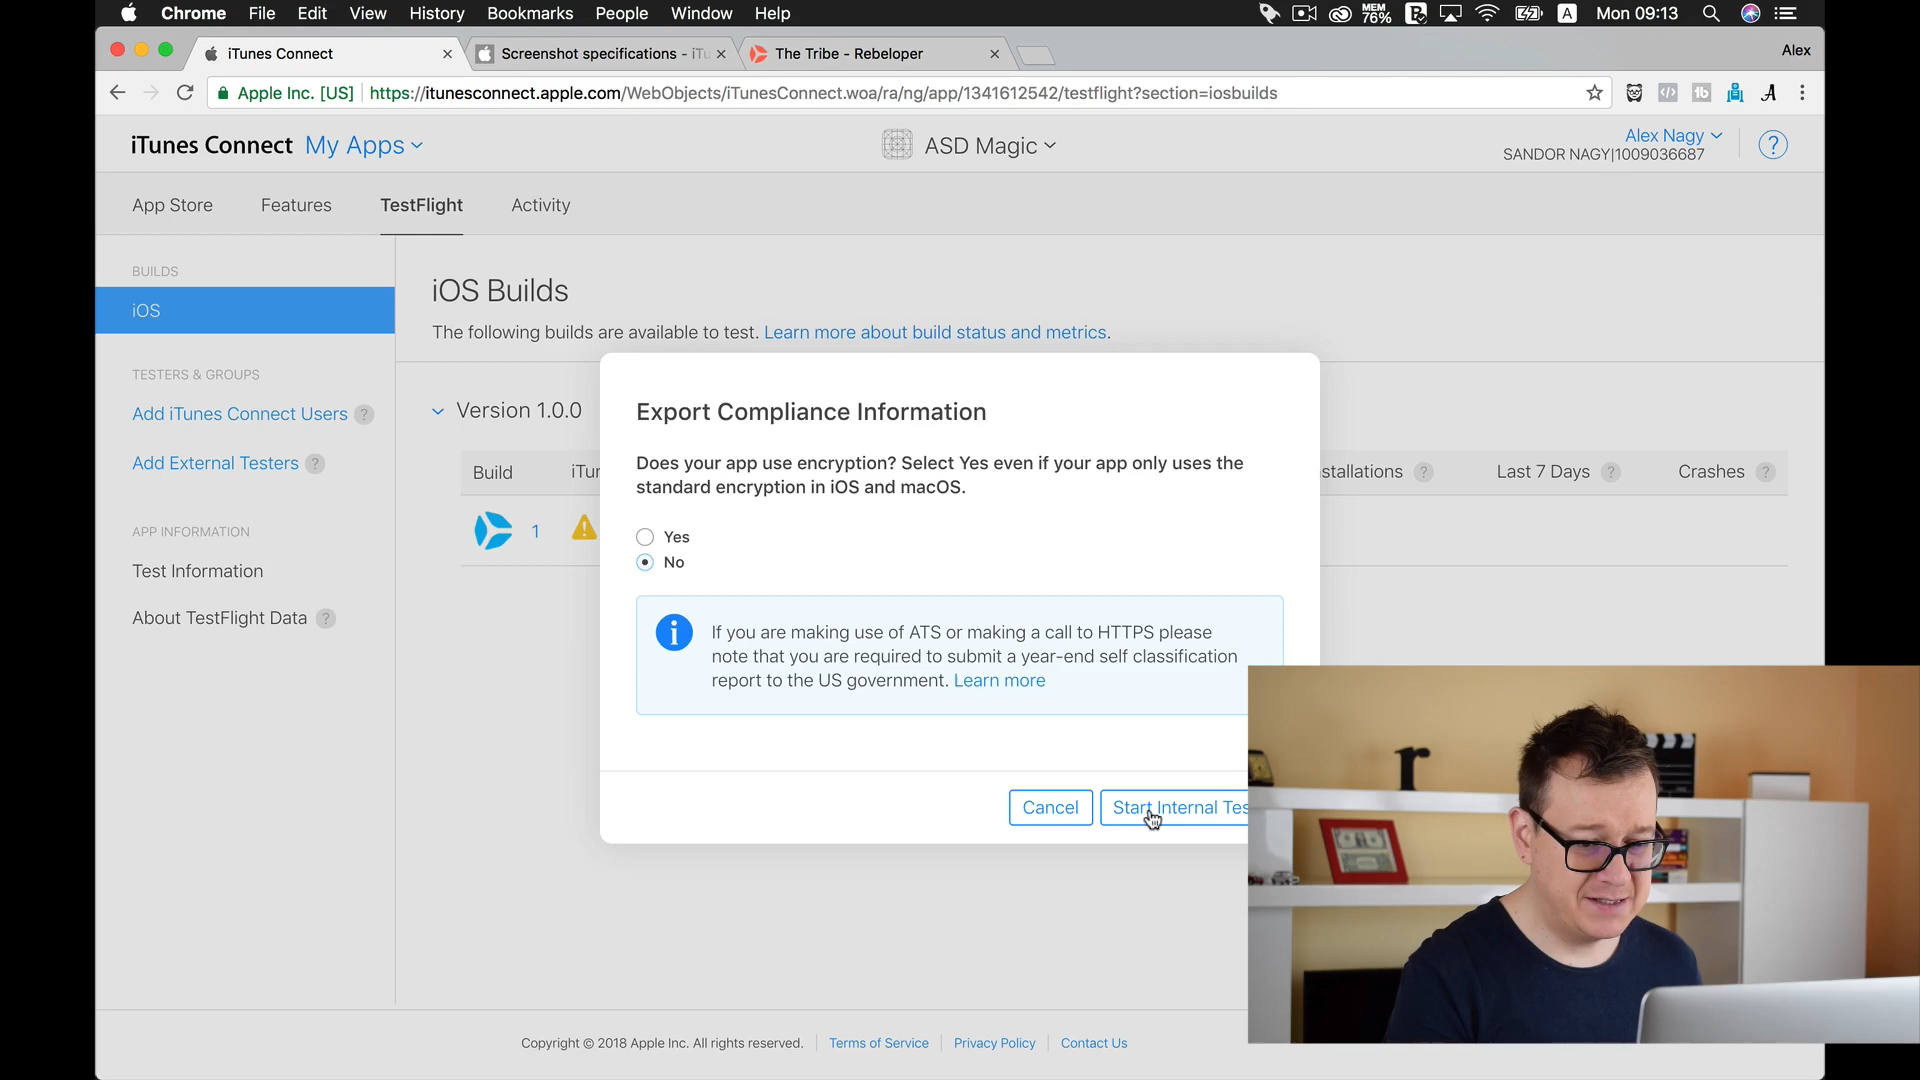 Chrome File Edit View History Bookmarks People Window Help MEM 76% A Mon 09:13
iTunes Connect Screenshot specifications - iTu The Tribe - Rebeloper Alex
Apple Inc. [US] https://itunesconnect.apple.com/WebObjects/iTunesConnect.woa/ra/ng/app/1341612542/testflight?section=iosbuilds
iTunes Connect My Apps ASD Magic Alex Nagy ?
SANDOR NAGY|1009036687
App Store Features TestFlight Activity
BUILDS
iOS
TESTERS & GROUPS
Add iTunes Connect Users ?
Add External Testers ?
APP INFORMATION
Test Information
About TestFlight Data ?
iOS Builds
The following builds are available to test. Learn more about build status and metrics.
Version 1.0.0
Build iTun stallations ? Last 7 Days ? Crashes ?
1
Export Compliance Information
Does your app use encryption? Select Yes even if your app only uses the
standard encryption in iOS and macOS.
Yes
No
If you are making use of ATS or making a call to HTTPS please
note that you are required to submit a year-end self classification
report to the US government. Learn more
Cancel Start Internal Tes
Copyright © 2018 Apple Inc. All rights reserved. Terms of Service Privacy Policy Contact Us